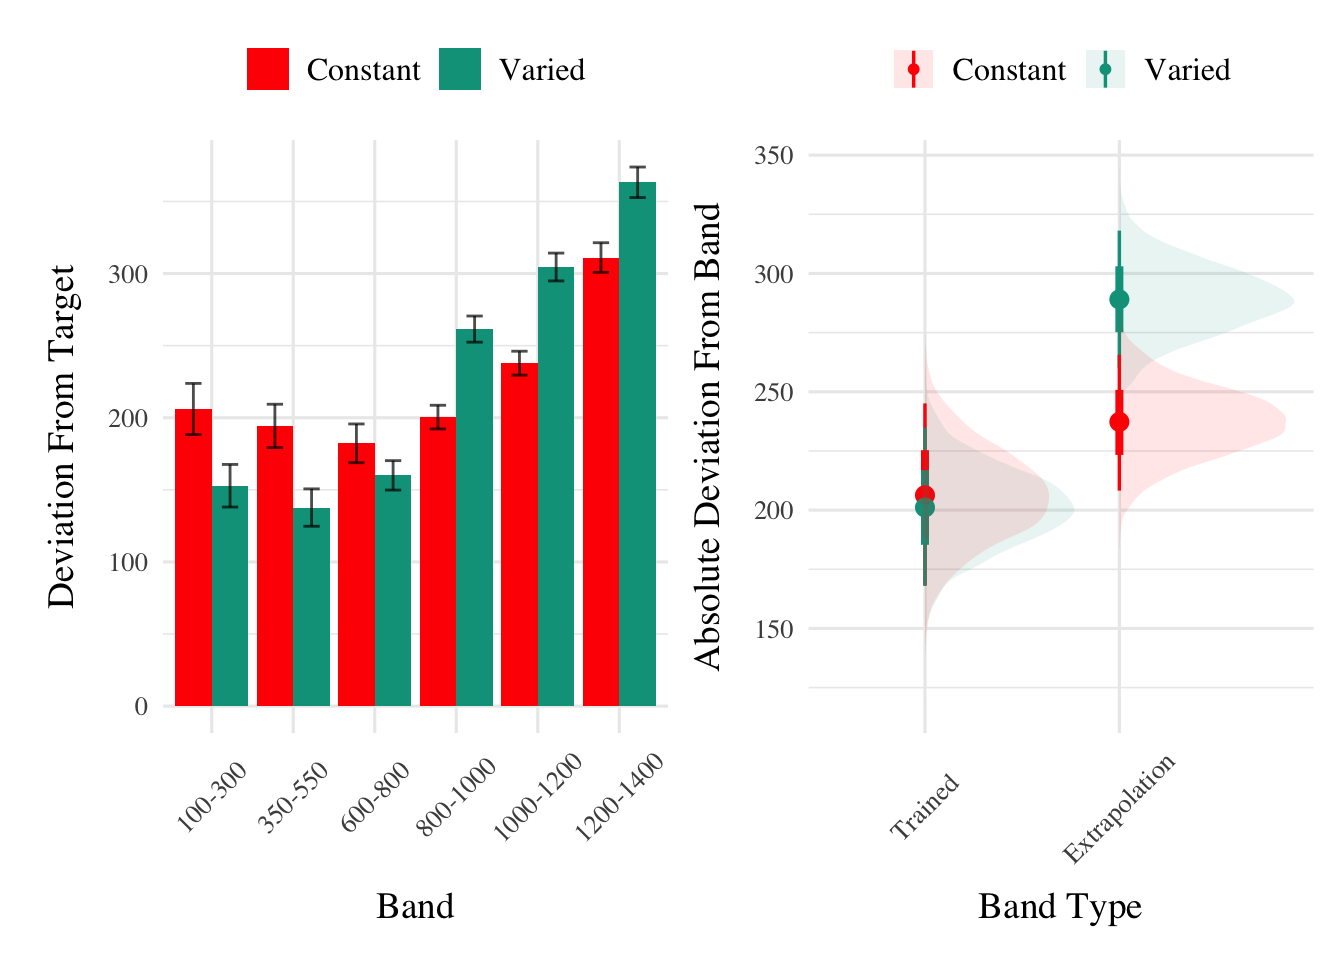 Constant Varied
Deviation From Target
300
200
100
0
100-300
350-550
600-800
800-1000
1000-1200
1200-1400
Band
Constant Varied
Absolute Deviation From Band
350
300
250
200
150
Trained
Extrapolation
Band Type